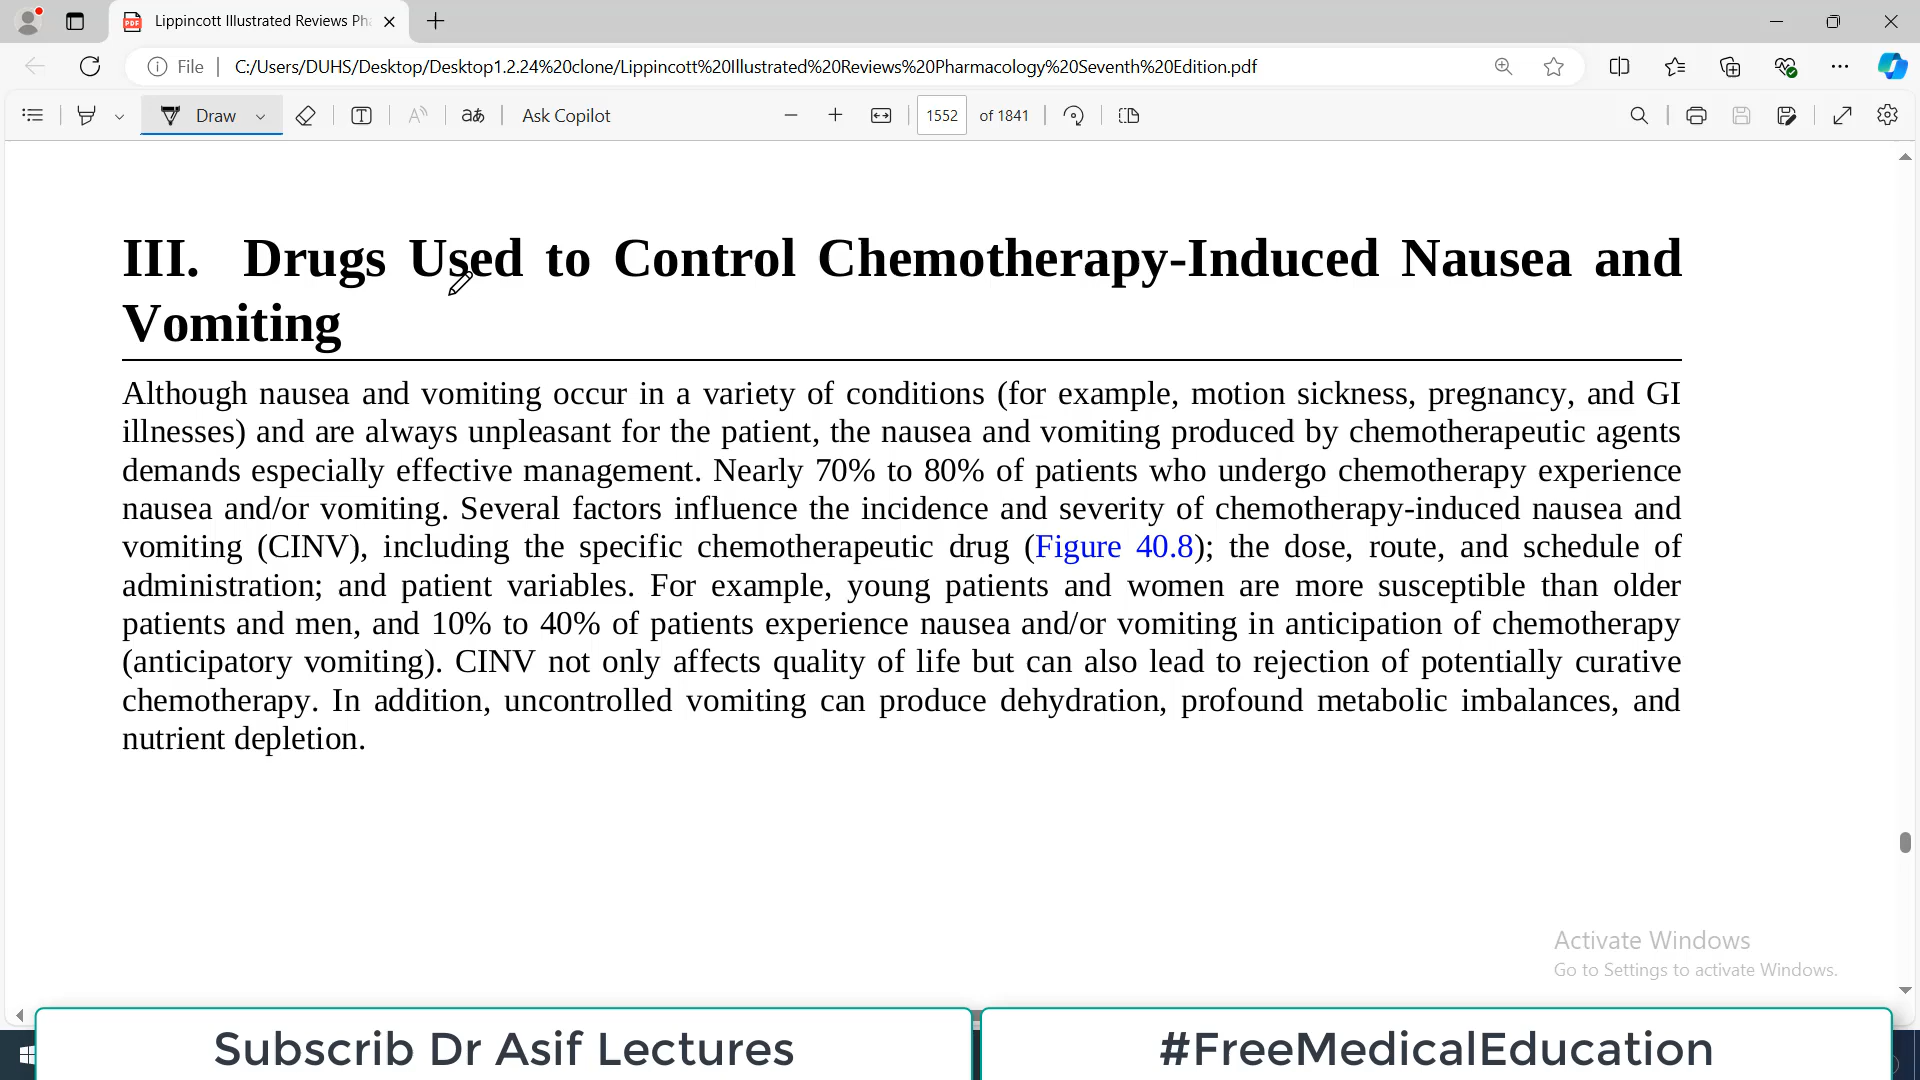 Lippincott Illustrated Reviews Ph
File
C:/Users/DUHS/Desktop/Desktop1.2.24%20clone/Lippincott%20Illustrated%20Reviews%20Pharmacology%20Seventh%20Edition.pdf
Draw
aあ
Ask Copilot
1552 of 1841
III. Drugs Used to Control Chemotherapy-Induced Nausea and
Vomiting
Although nausea and vomiting occur in a variety of conditions (for example, motion sickness, pregnancy, and GI
illnesses) and are always unpleasant for the patient, the nausea and vomiting produced by chemotherapeutic agents
demands especially effective management. Nearly 70% to 80% of patients who undergo chemotherapy experience
nausea and/or vomiting. Several factors influence the incidence and severity of chemotherapy-induced nausea and
vomiting (CINV), including the specific chemotherapeutic drug (Figure 40.8); the dose, route, and schedule of
administration; and patient variables. For example, young patients and women are more susceptible than older
patients and men, and 10% to 40% of patients experience nausea and/or vomiting in anticipation of chemotherapy
(anticipatory vomiting). CINV not only affects quality of life but can also lead to rejection of potentially curative
chemotherapy. In addition, uncontrolled vomiting can produce dehydration, profound metabolic imbalances, and
nutrient depletion.
Activate Windows
Go to Settings to activate Windows.
Subscrib Dr Asif Lectures
#FreeMedicalEducation